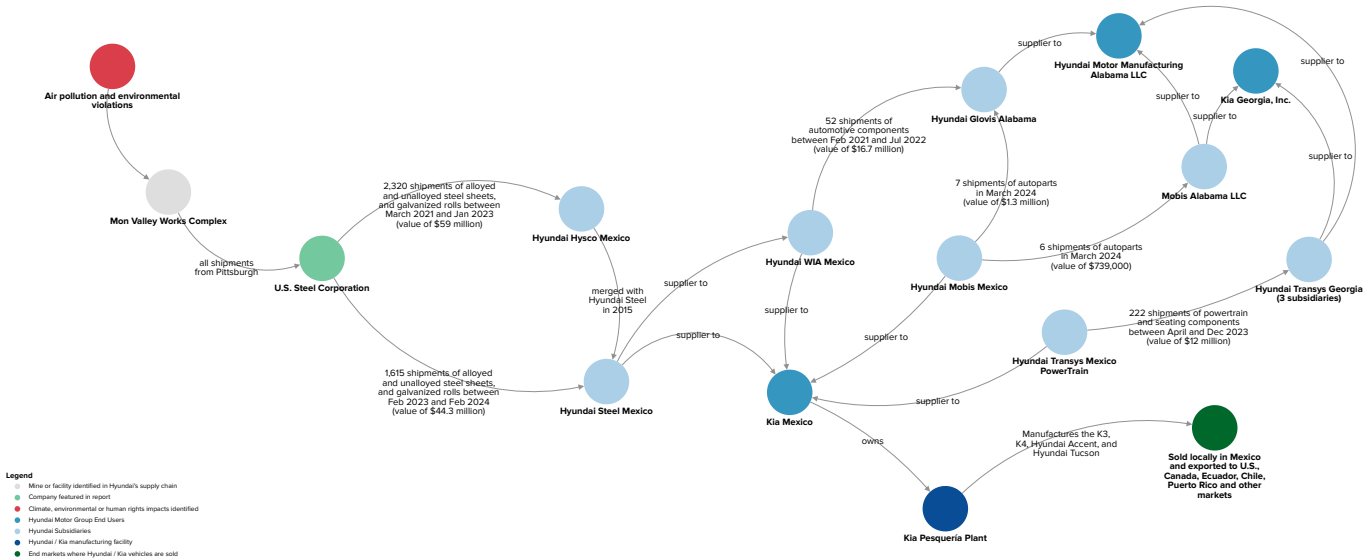 Air pollution and environmental
violations
Mon Valley Works Complex
all shipments
from Pittsburgh
U.S. Steel Corporation
2,320 shipments of alloyed
and unalloyed steel sheets,
and galvanized rolls between
March 2021 and Jan 2023
(value of $59 million)
Hyundai Hysco Mexico
merged with
Hyundai Steel
in 2015
1,615 shipments of alloyed
and unalloyed steel sheets,
and galvanized rolls between
Feb 2023 and Feb 2024
(value of $44.3 million)
Hyundai Steel Mexico
supplier to
supplier to
Hyundai WIA Mexico
supplier to
52 shipments of
automotive components
between Feb 2021 and Jul 2022
(value of $16.7 million)
Hyundai Glovis Alabama
supplier to
Hyundai Motor Manufacturing
Alabama LLC
7 shipments of autoparts
in March 2024
(value of $1.3 million)
Hyundai Mobis Mexico
supplier to
6 shipments of autoparts
in March 2024
(value of $739,000)
Mobis Alabama LLC
supplier to
supplier to
Kia Georgia, Inc.
supplier to
supplier to
Hyundai Transys Georgia
(3 subsidiaries)
222 shipments of powertrain
and seating components
between April and Dec 2023
(value of $12 million)
Hyundai Transys Mexico
PowerTrain
supplier to
Kia Mexico
owns
Kia Pesquería Plant
Manufactures the K3,
K4, Hyundai Accent, and
Hyundai Tucson
Sold locally in Mexico
and exported to U.S.,
Canada, Ecuador, Chile,
Puerto Rico and other
markets
Legend
Mine or facility identified in Hyundai's supply chain
Company featured in report
Climate, environmental or human rights impacts identified
Hyundai Motor Group End Users
Hyundai Subsidiaries
Hyundai / Kia manufacturing facility
End markets where Hyundai / Kia vehicles are sold